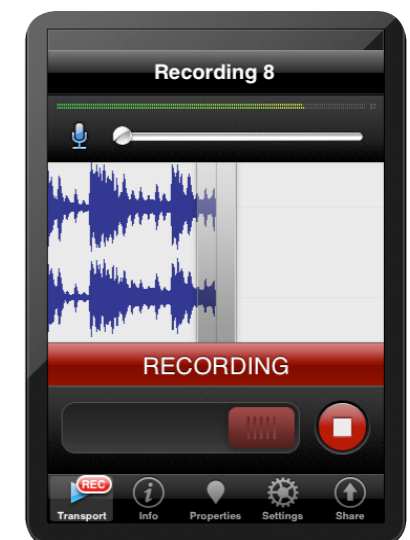 Recording 8
RECORDING
REC
Transport
Info
Properties
Settings
Share